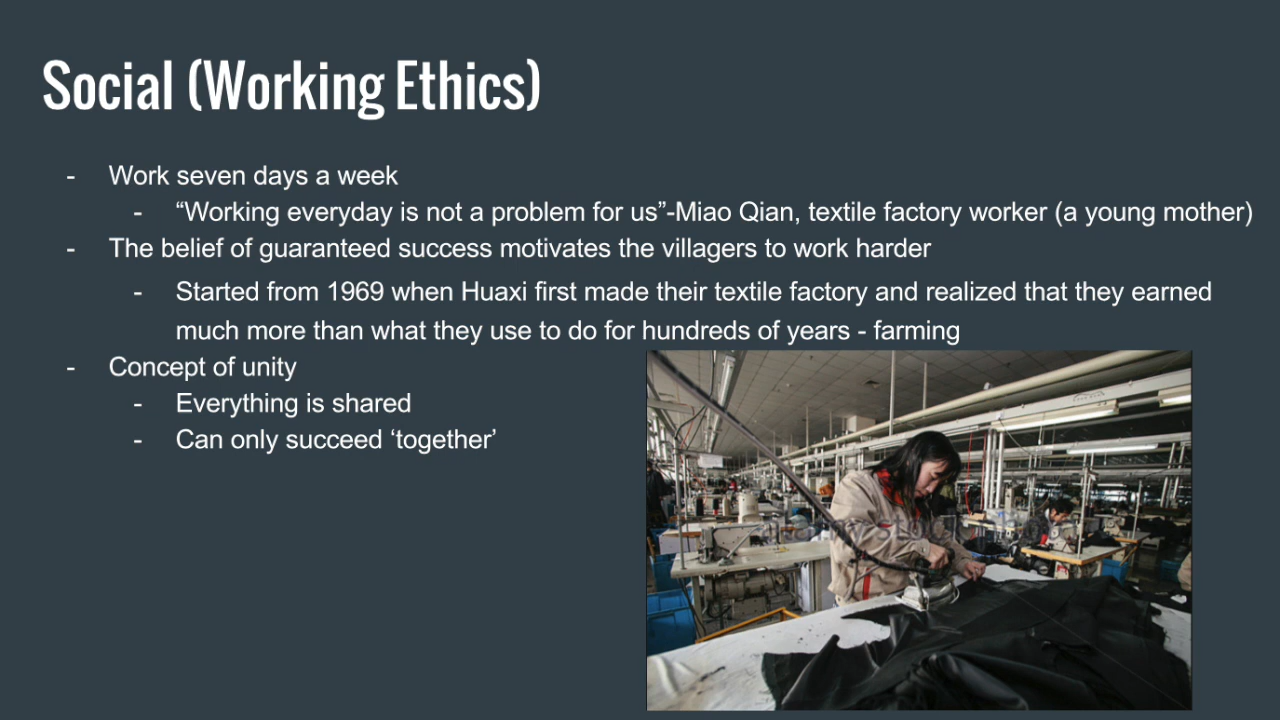 Social (Working Ethics)
- Work seven days a week
- “Working everyday is not a problem for us”-Miao Qian, textile factory worker (a young mother)
- The belief of guaranteed success motivates the villagers to work harder
- Started from 1969 when Huaxi first made their textile factory and realized that they earned
much more than what they use to do for hundreds of years - farming
- Concept of unity
- Everything is shared
- Can only succeed ‘together’
alamy stock photo